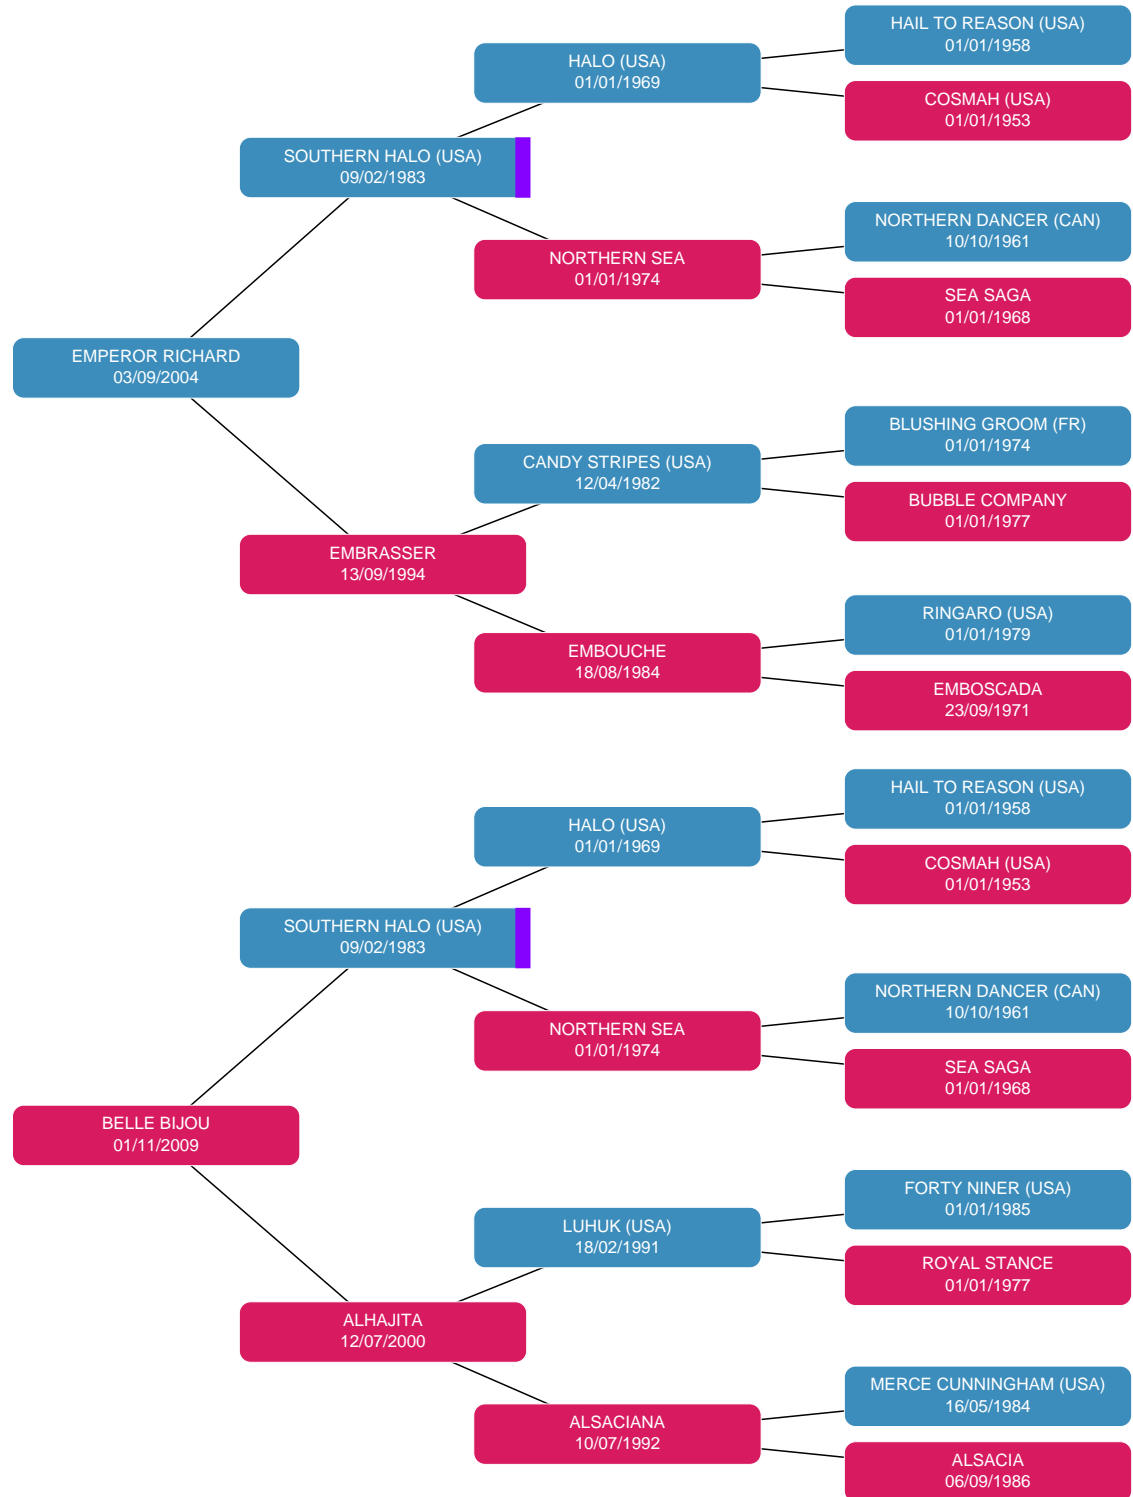 HAIL TO REASON (USA)
01/01/1958
HALO (USA)
01/01/1969
COSMAH (USA)
01/01/1953
SOUTHERN HALO (USA)
09/02/1983
NORTHERN DANCER (CAN)
10/10/1961
NORTHERN SEA
01/01/1974
SEA SAGA
01/01/1968
EMPEROR RICHARD
03/09/2004
BLUSHING GROOM (FR)
01/01/1974
CANDY STRIPES (USA)
12/04/1982
BUBBLE COMPANY
01/01/1977
EMBRASSER
13/09/1994
RINGARO (USA)
01/01/1979
EMBOUCHE
18/08/1984
EMBOSCADA
23/09/1971
HAIL TO REASON (USA)
01/01/1958
HALO (USA)
01/01/1969
COSMAH (USA)
01/01/1953
SOUTHERN HALO (USA)
09/02/1983
NORTHERN DANCER (CAN)
10/10/1961
NORTHERN SEA
01/01/1974
SEA SAGA
01/01/1968
BELLE BIJOU
01/11/2009
FORTY NINER (USA)
01/01/1985
LUHUK (USA)
18/02/1991
ROYAL STANCE
01/01/1977
ALHAJITA
12/07/2000
MERCE CUNNINGHAM (USA)
16/05/1984
ALSACIANA
10/07/1992
ALSACIA
06/09/1986